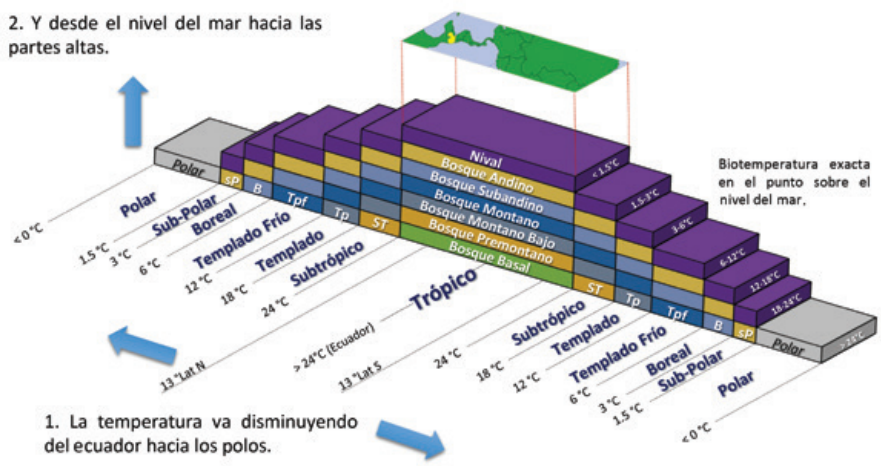 2. Y desde el nivel del mar hacia las
partes altas.
Biotemperatura exacta
en el punto sobre el
nivel del mar.
Nival
Bosque Andino
Bosque Subandino
Bosque Montano
Bosque Montano Bajo
Bosque Premontano
Bosque Basal
< 1.5°C
1.5-3°C
3-6°C
6-12°C
12-18°C
18-24°C
> 24°C
Polar
sP
B
Tpf
Tp
ST
ST
Tp
Tpf
B
sP
Polar
< 0 °C
Polar
1.5 °C
Sub-Polar
3 °C
Boreal
6 °C
Templado Frío
12 °C
Templado
18 °C
Subtrópico
24 °C
13 °Lat N
Trópico
> 24°C (Ecuador)
13 °Lat S
24 °C
Subtrópico
18 °C
Templado
12 °C
Templado Frío
6 °C
Boreal
3 °C
Sub-Polar
1.5 °C
Polar
< 0 °C
1. La temperatura va disminuyendo
del ecuador hacia los polos.